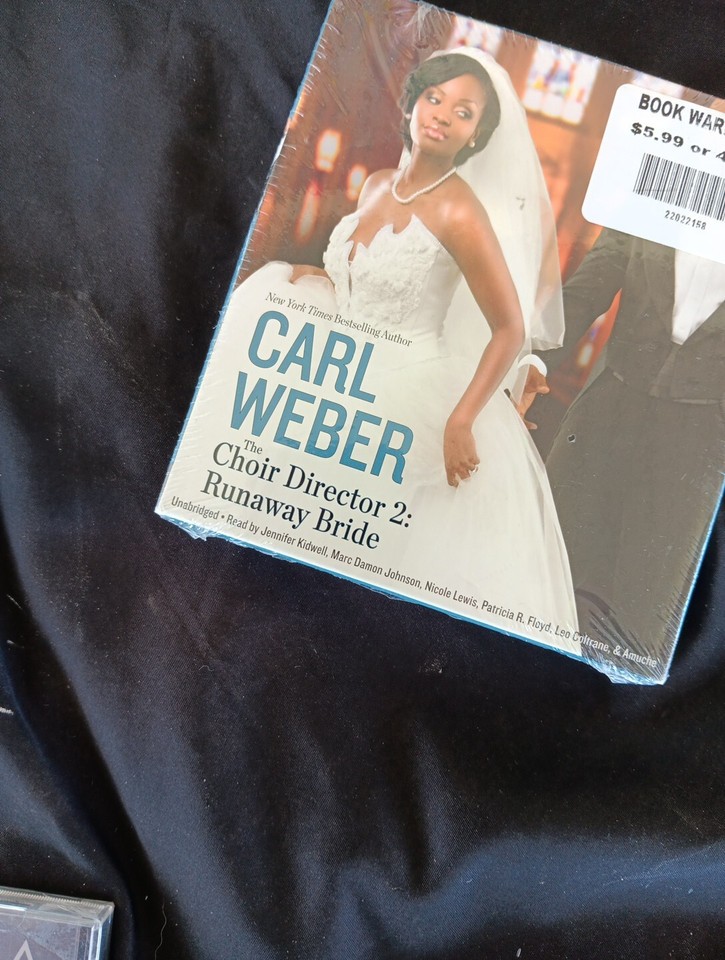 BOOK WAR
$5.99 or 4
22022158
New York Times Bestselling Author
CARL
WEBER
The
Choir Director 2:
Runaway Bride
Unabridged • Read by Jennifer Kidwell, Marc Damon Johnson, Nicole Lewis, Patricia R. Floyd, Leo Coltrane, & Amuche